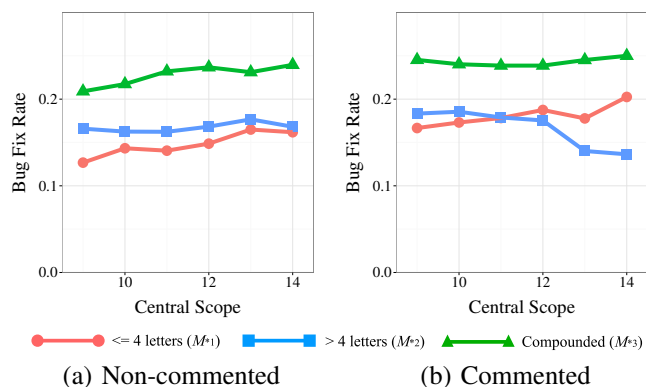 Bug Fix Rate
0.2
0.1
0.0
10
12
14
Central Scope
Bug Fix Rate
0.2
0.1
0.0
10
12
14
Central Scope
<= 4 letters (M*1)
> 4 letters (M*2)
Compounded (M*3)
(a) Non-commented
(b) Commented